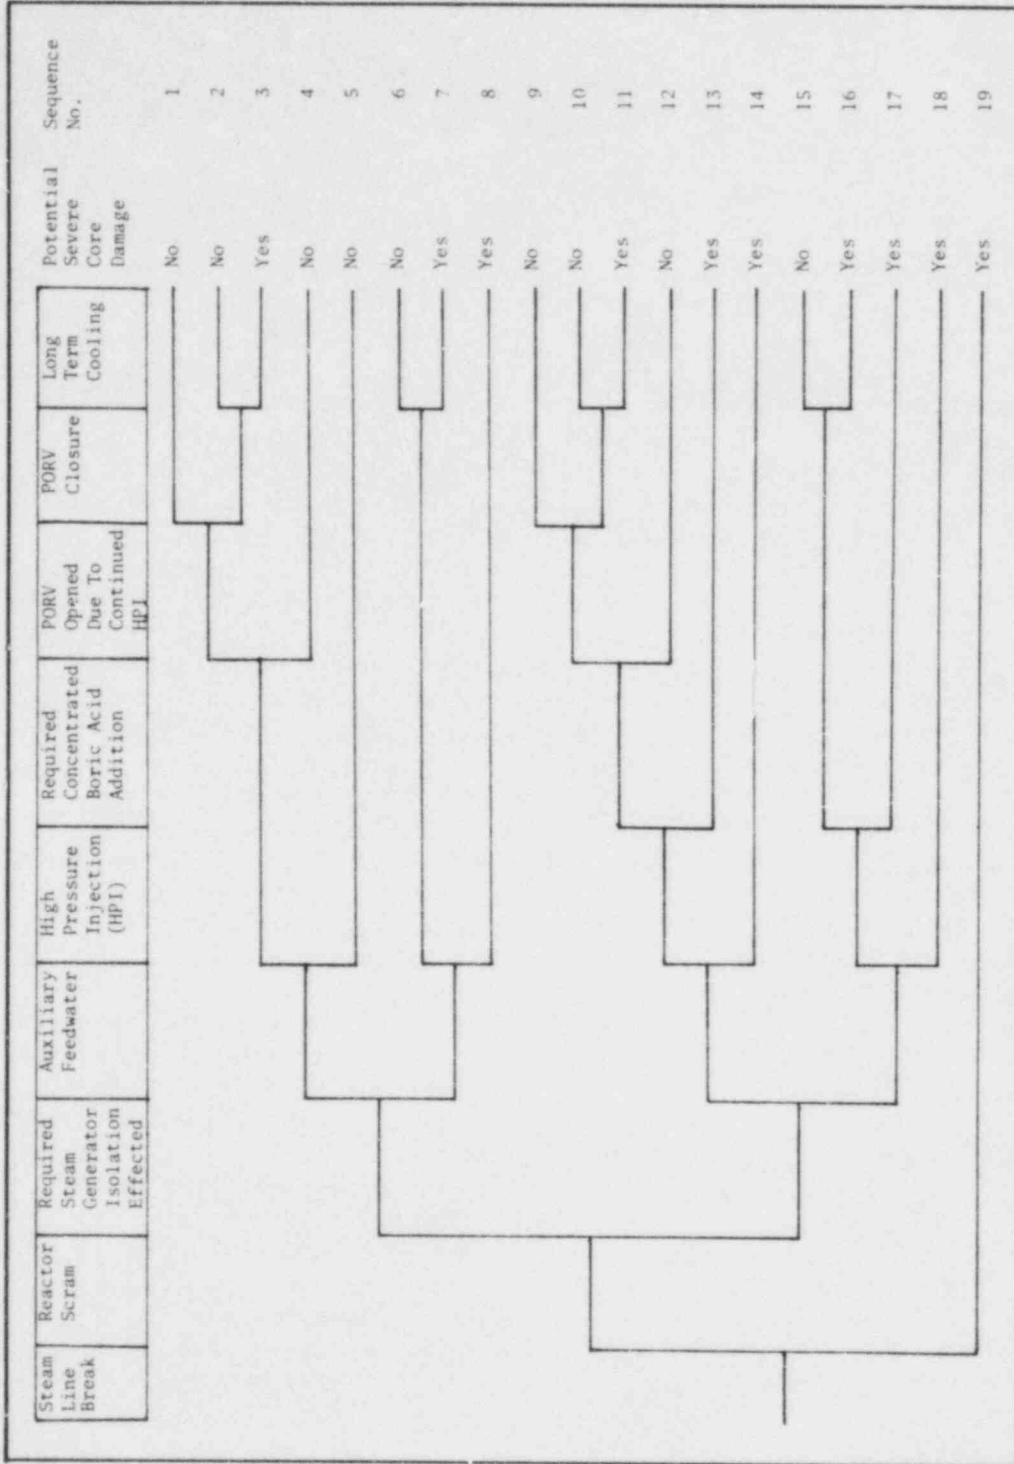 Steam
Line
Break
Reactor
Scram
Required
Steam
Generator
Isolation
Effected
Auxiliary
Feedwater
High
Pressure
Injection
(HPI)
Required
Concentrated
Boric Acid
Addition
PORV
Opened
Due To
Continued
HPI
PORV
Closure
Long
Term
Cooling
Potential
Severe
Core
Damage
Sequence
No.
No 1
No 2
Yes 3
No 4
No 5
No 6
Yes 7
Yes 8
No 9
No 10
Yes 11
No 12
Yes 13
Yes 14
No 15
Yes 16
Yes 17
Yes 18
Yes 19